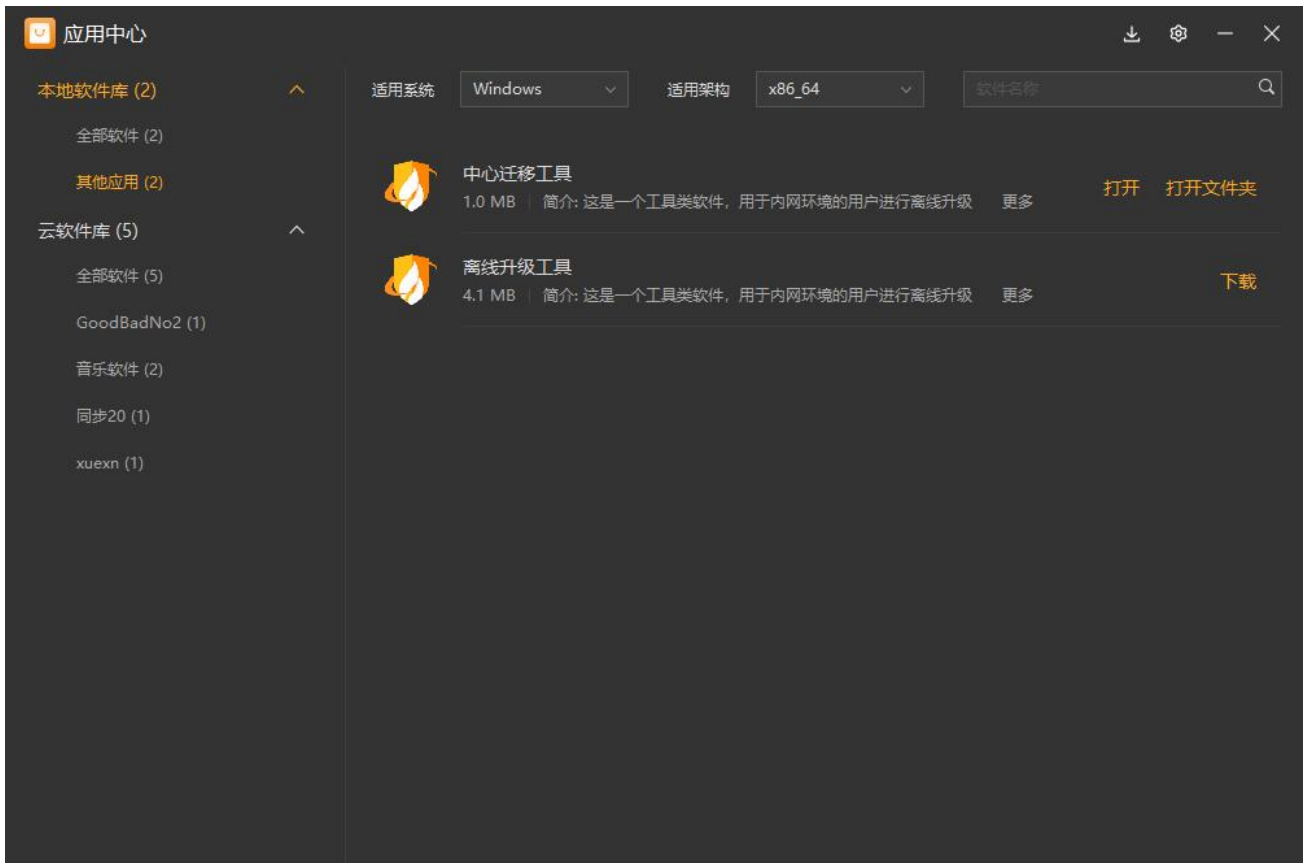 应用中心
本地软件库 (2)
全部软件 (2)
其他应用 (2)
云软件库 (5)
全部软件 (5)
GoodBadNo2 (1)
音乐软件 (2)
同步20 (1)
xuexn (1)
适用系统 Windows 适用架构 x86_64 软件名称
中心迁移工具
1.0 MB 简介: 这是一个工具类软件，用于内网环境的用户进行离线升级 更多
打开 打开文件夹
离线升级工具
4.1 MB 简介: 这是一个工具类软件，用于内网环境的用户进行离线升级 更多
下载